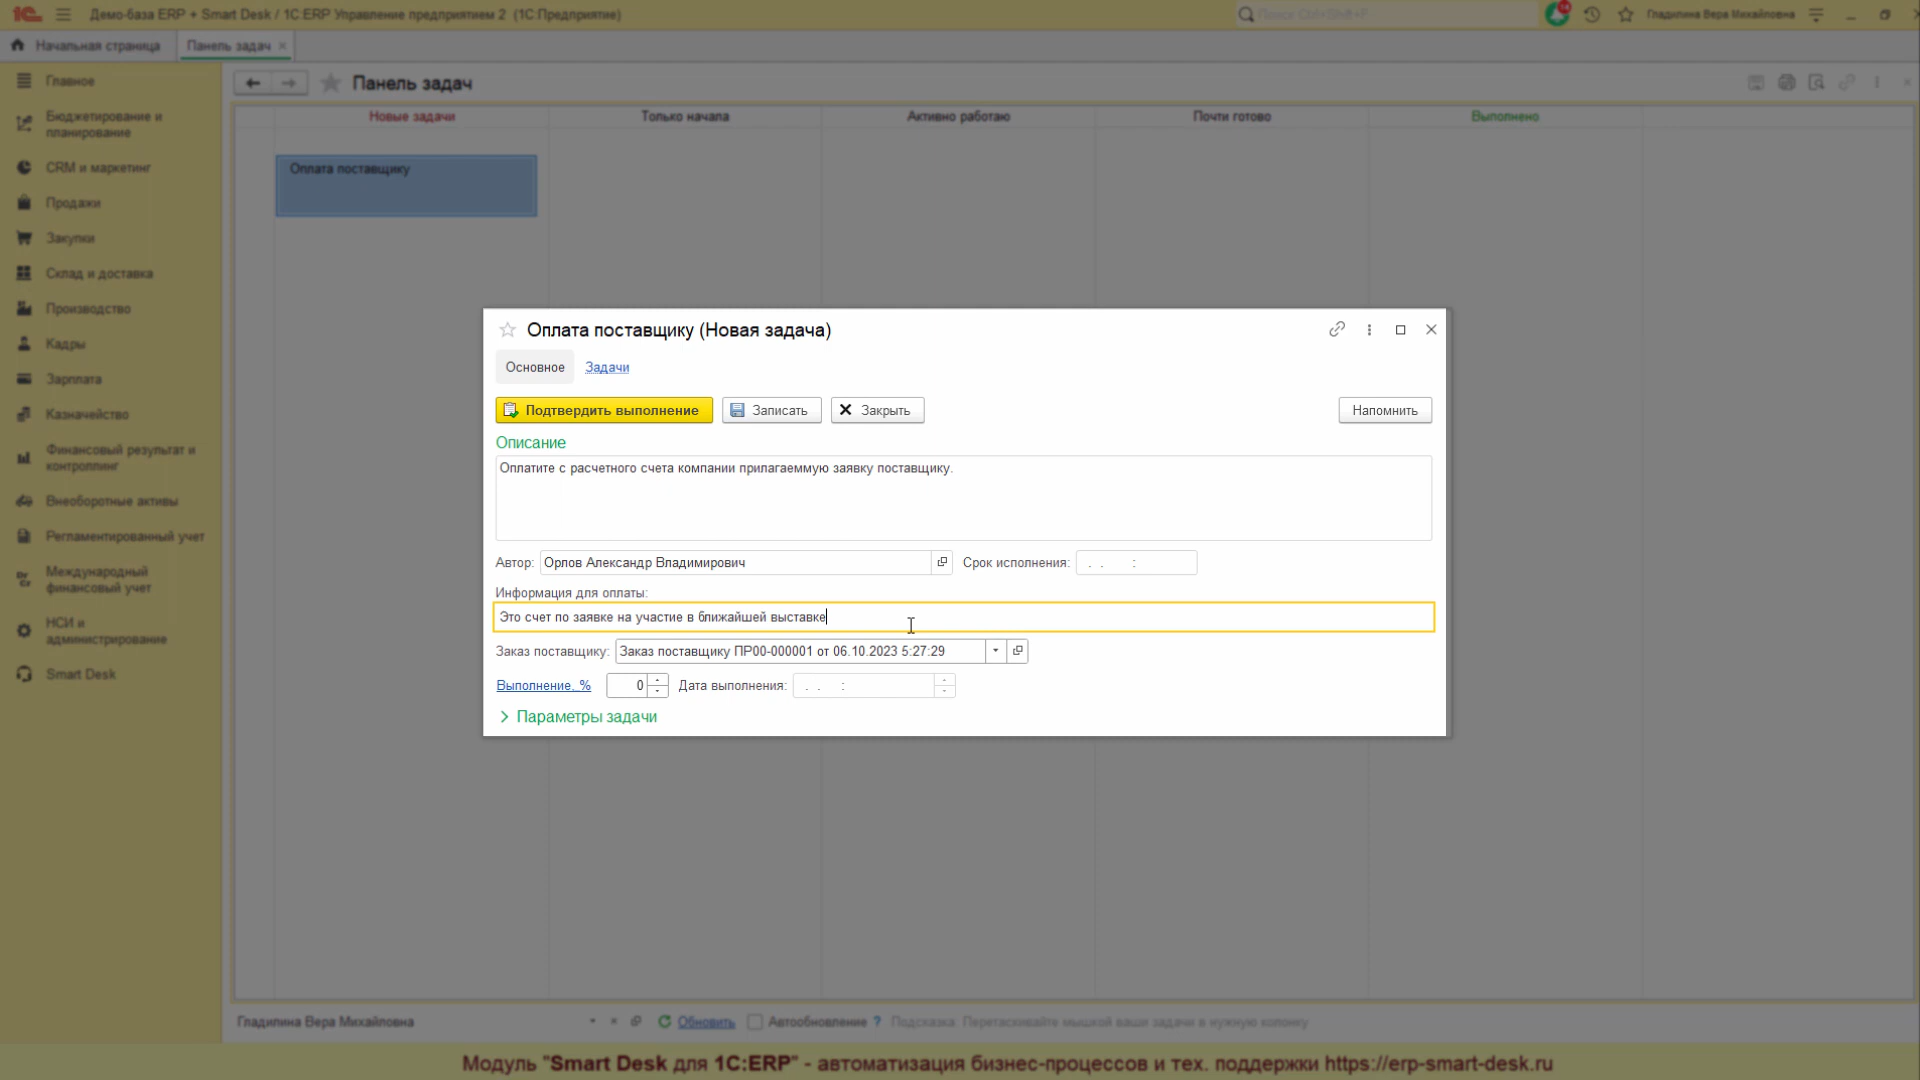 Демо-база ERP + Smart Desk / 1С:ERP Управление предприятием 2 (1С:Предприятие)
Поиск Ctrl+Shift+F
Гладилина Вера Михайловна
Начальная страница
Панель задач
Главное
Панель задач
Бюджетирование и
планирование
Новые задачи
Только начала
Активно работаю
Почти готово
Выполнено
CRM и маркетинг
Оплата поставщику
Продажи
Закупки
Склад и доставка
Производство
Кадры
Зарплата
Казначейство
Финансовый результат и
контроллинг
Внеоборотные активы
Регламентированный учет
Международный
финансовый учет
НСИ и
администрирование
Smart Desk
Оплата поставщику (Новая задача)
Основное Задачи
Подтвердить выполнение Записать Закрыть Напомнить
Описание
Оплатите с расчетного счета компании прилагаеммую заявку поставщику.
Автор: Орлов Александр Владимирович Срок исполнения: . . :
Информация для оплаты:
Это счет по заявке на участие в ближайшей выставке
Заказ поставщику: Заказ поставщику ПР00-000001 от 06.10.2023 5:27:29
Выполнение, % 0 Дата выполнения: . . :
Параметры задачи
Гладилина Вера Михайловна Обновить Автообновление ? Подсказка: Перетаскивайте мышкой ваши задачи в нужную колонку
Модуль "Smart Desk для 1С:ERP" - автоматизация бизнес-процессов и тех. поддержки https://erp-smart-desk.ru